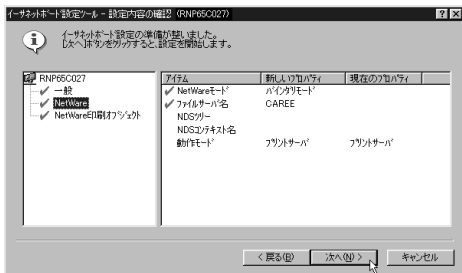 イーサネットボード設定ツール - 設定内容の確認 (RNP65C027)
イーサネットボード設定の準備が整いました。
[次へ]ボタンをクリックすると、設定を開始します。
RNP65C027
一般
NetWare
NetWare印刷オブジェクト
アイテム 新しいプロパティ 現在のプロパティ
NetWareモード バインダリモード
ファイルサーバ名 CAREE
NDSツリー
NDSコンテキスト名
動作モード プリントサーバ プリントサーバ
< 戻る(B) 次へ(N) > キャンセル